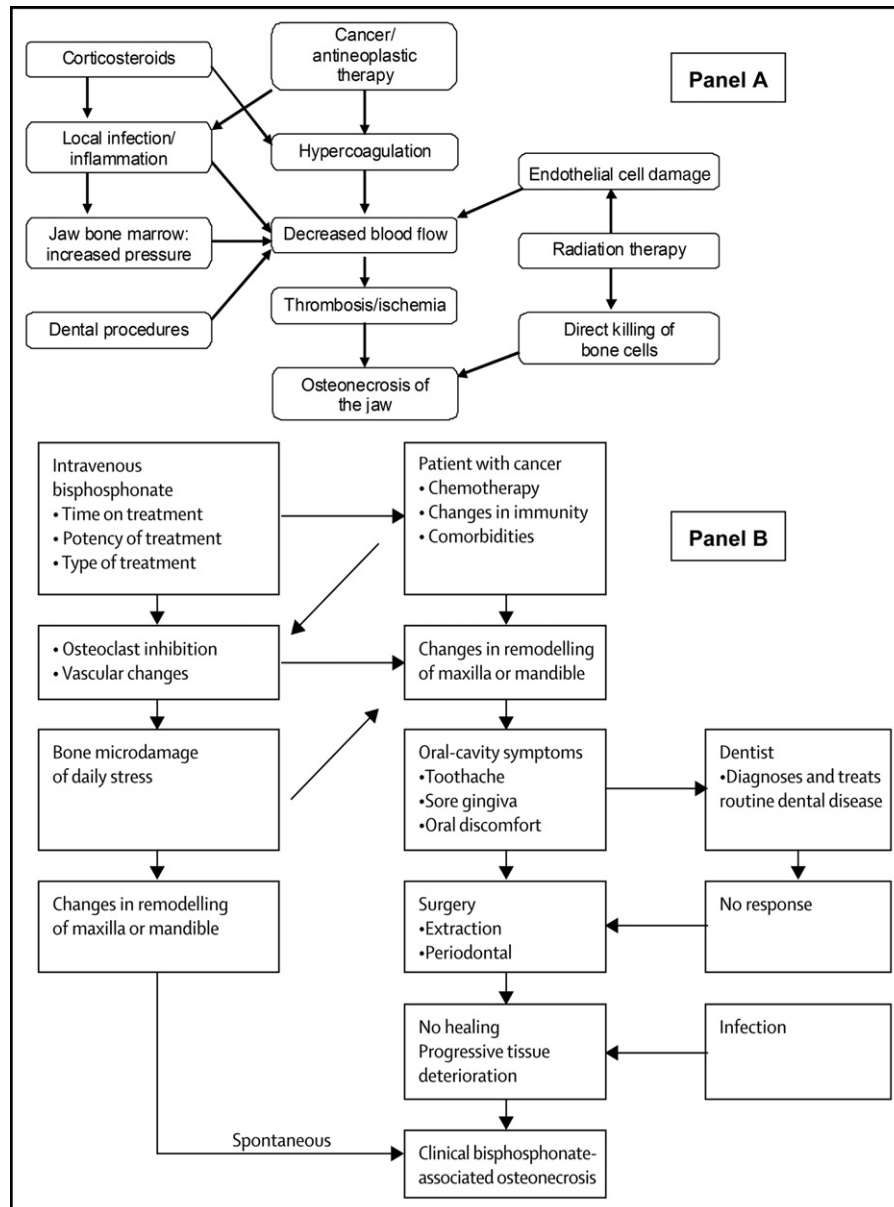 Corticosteroids
Cancer/
antineoplastic
therapy
Panel A
Local infection/
inflammation
Hypercoagulation
Endothelial cell damage
Jaw bone marrow:
increased pressure
Decreased blood flow
Radiation therapy
Dental procedures
Thrombosis/ischemia
Direct killing of
bone cells
Osteonecrosis of
the jaw
Intravenous
bisphosphonate
• Time on treatment
• Potency of treatment
• Type of treatment
Patient with cancer
• Chemotherapy
• Changes in immunity
• Comorbidities
Panel B
• Osteoclast inhibition
• Vascular changes
Changes in remodelling
of maxilla or mandible
Bone microdamage
of daily stress
Oral-cavity symptoms
•Toothache
•Sore gingiva
•Oral discomfort
Dentist
•Diagnoses and treats
routine dental disease
Changes in remodelling
of maxilla or mandible
Surgery
•Extraction
•Periodontal
No response
No healing
Progressive tissue
deterioration
Infection
Spontaneous
Clinical bisphosphonate-
associated osteonecrosis